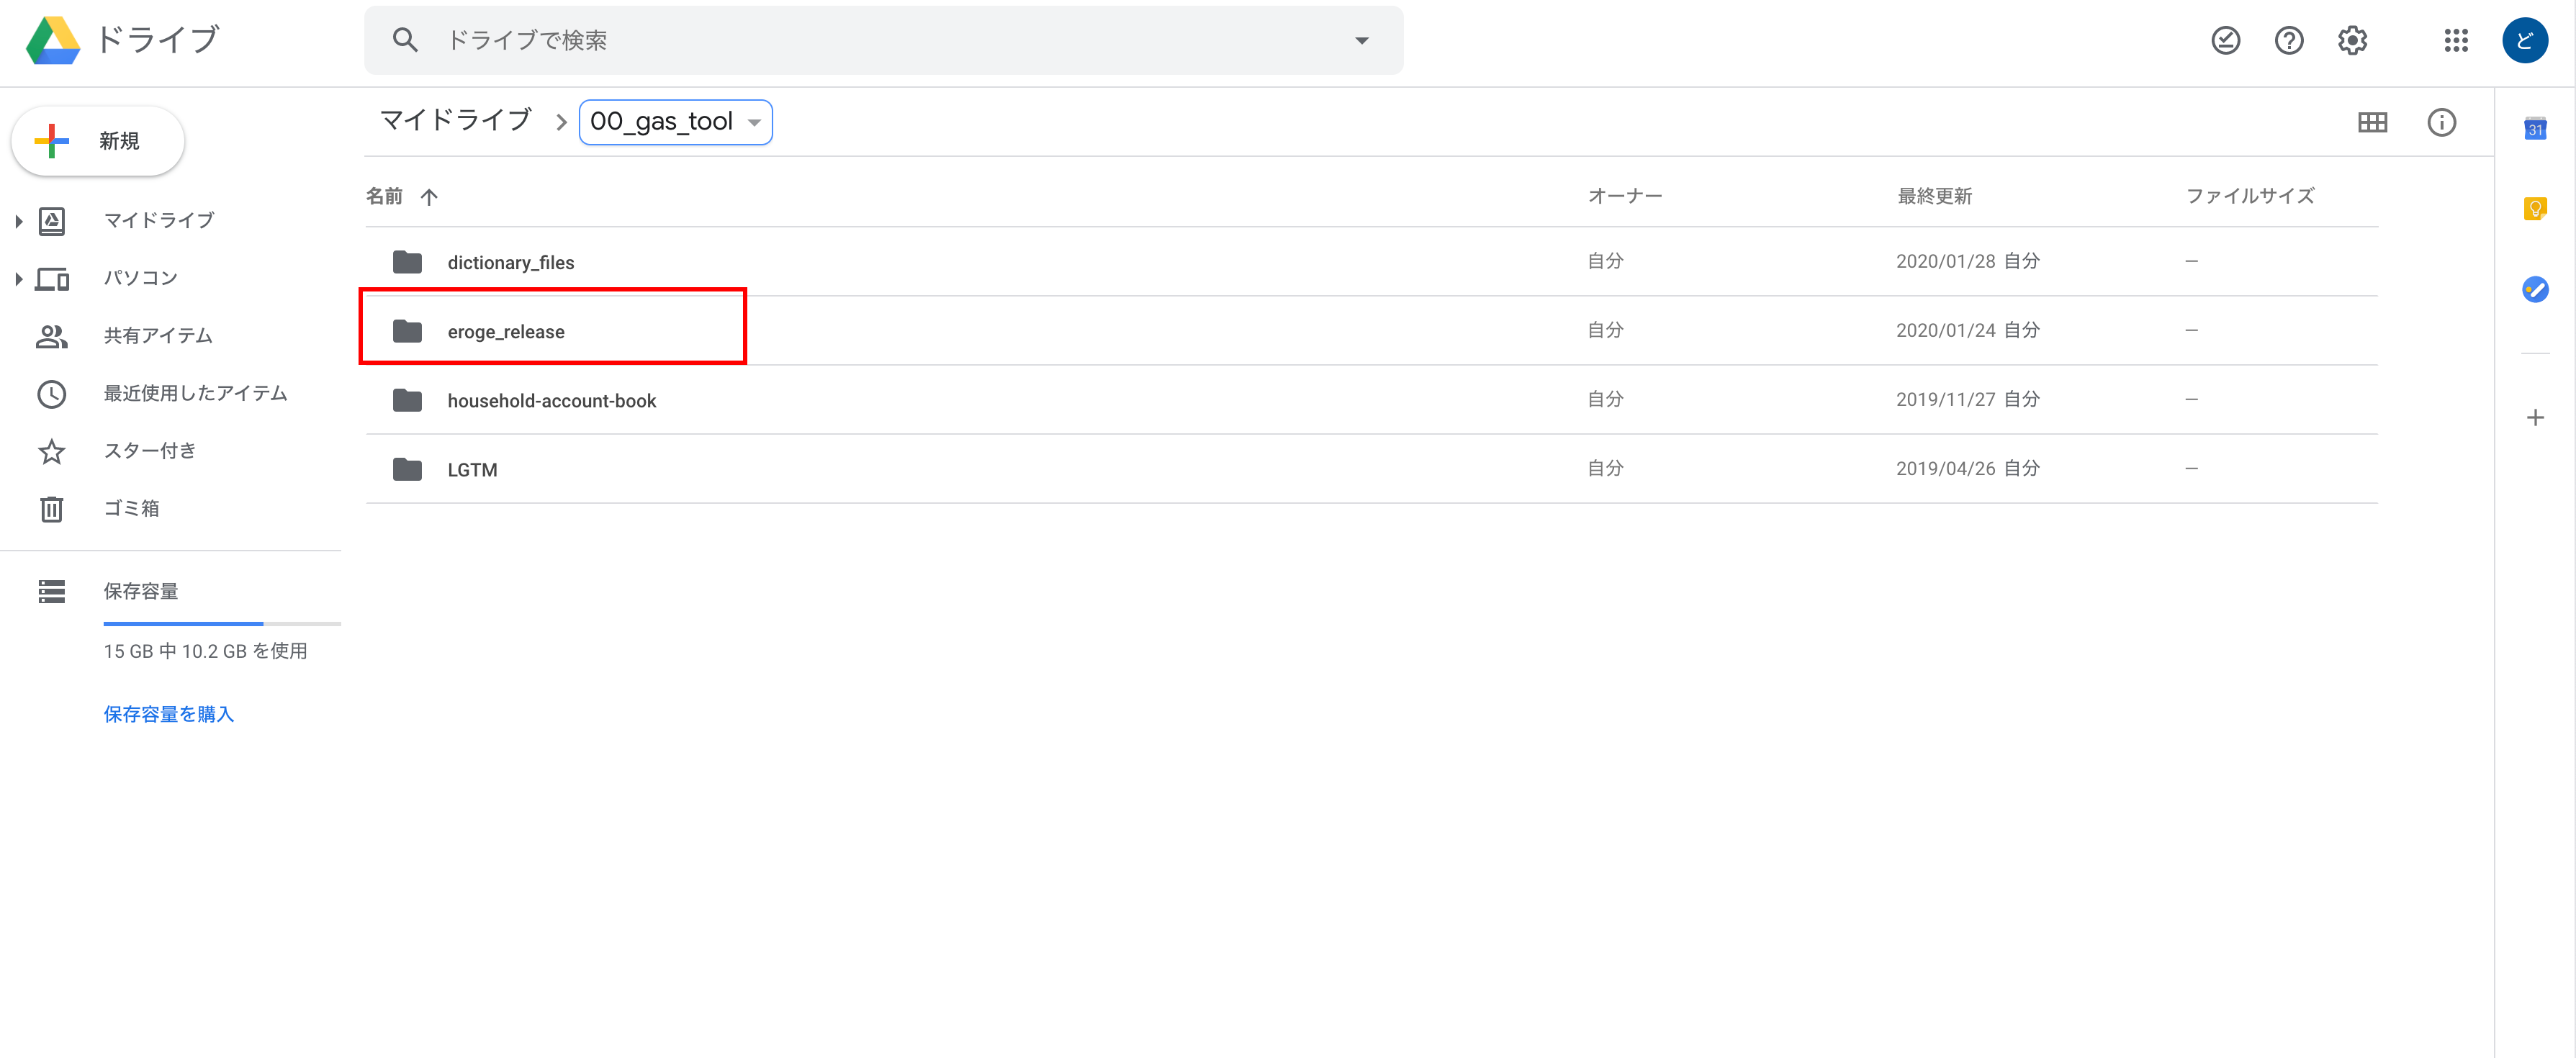 ドライブ
ドライブで検索
ど
新規
マイドライブ
パソコン
共有アイテム
最近使用したアイテム
スター付き
ゴミ箱
保存容量
15 GB 中 10.2 GB を使用
保存容量を購入
マイドライブ 00_gas_tool
名前 オーナー 最終更新 ファイルサイズ
dictionary_files 自分 2020/01/28 自分 —
eroge_release 自分 2020/01/24 自分 —
household-account-book 自分 2019/11/27 自分 —
LGTM 自分 2019/04/26 自分 —
31